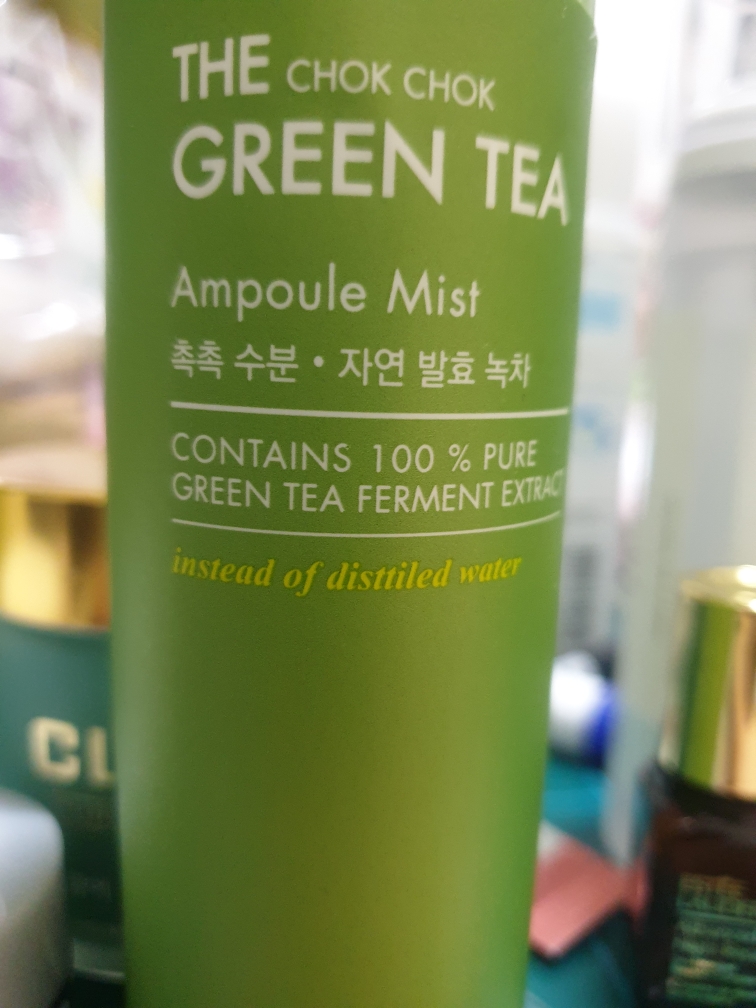 THE CHOK CHOK
GREEN TEA
Ampoule Mist
촉촉 수분 • 자연 발효 녹차
CONTAINS 100 % PURE
GREEN TEA FERMENT EXTRACT
instead of disttiled water
CL